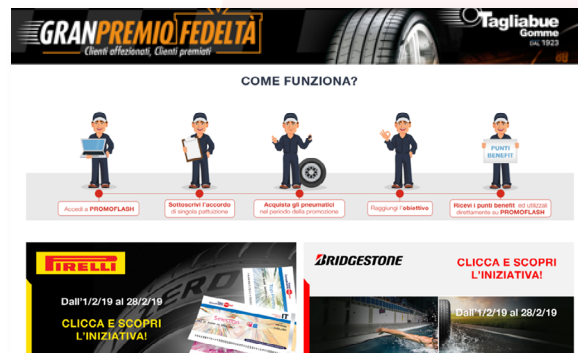 GRANPREMIO FEDELTÀ
Clienti affezionati, Clienti premiati
Tagliabue
Gomme
DAL 1923
COME FUNZIONA?
PUNTI
BENEFIT
Accedi a PROMOFLASH
Sottoscrivi l'accordo
di singola pattuizione
Acquista gli pneumatici
nel periodo della promozione
Raggiungi l'obiettivo
Ricevi i punti benefit ed utilizzali
direttamente su PROMOFLASH
PIRELLI
Dall'1/2/19 al 28/2/19
CLICCA E SCOPRI
L'INIZIATIVA!
ZERO
Selection
IT
BRIDGESTONE
CLICCA E SCOPRI
L'INIZIATIVA!
Dall'1/2/19 al 28/2/19